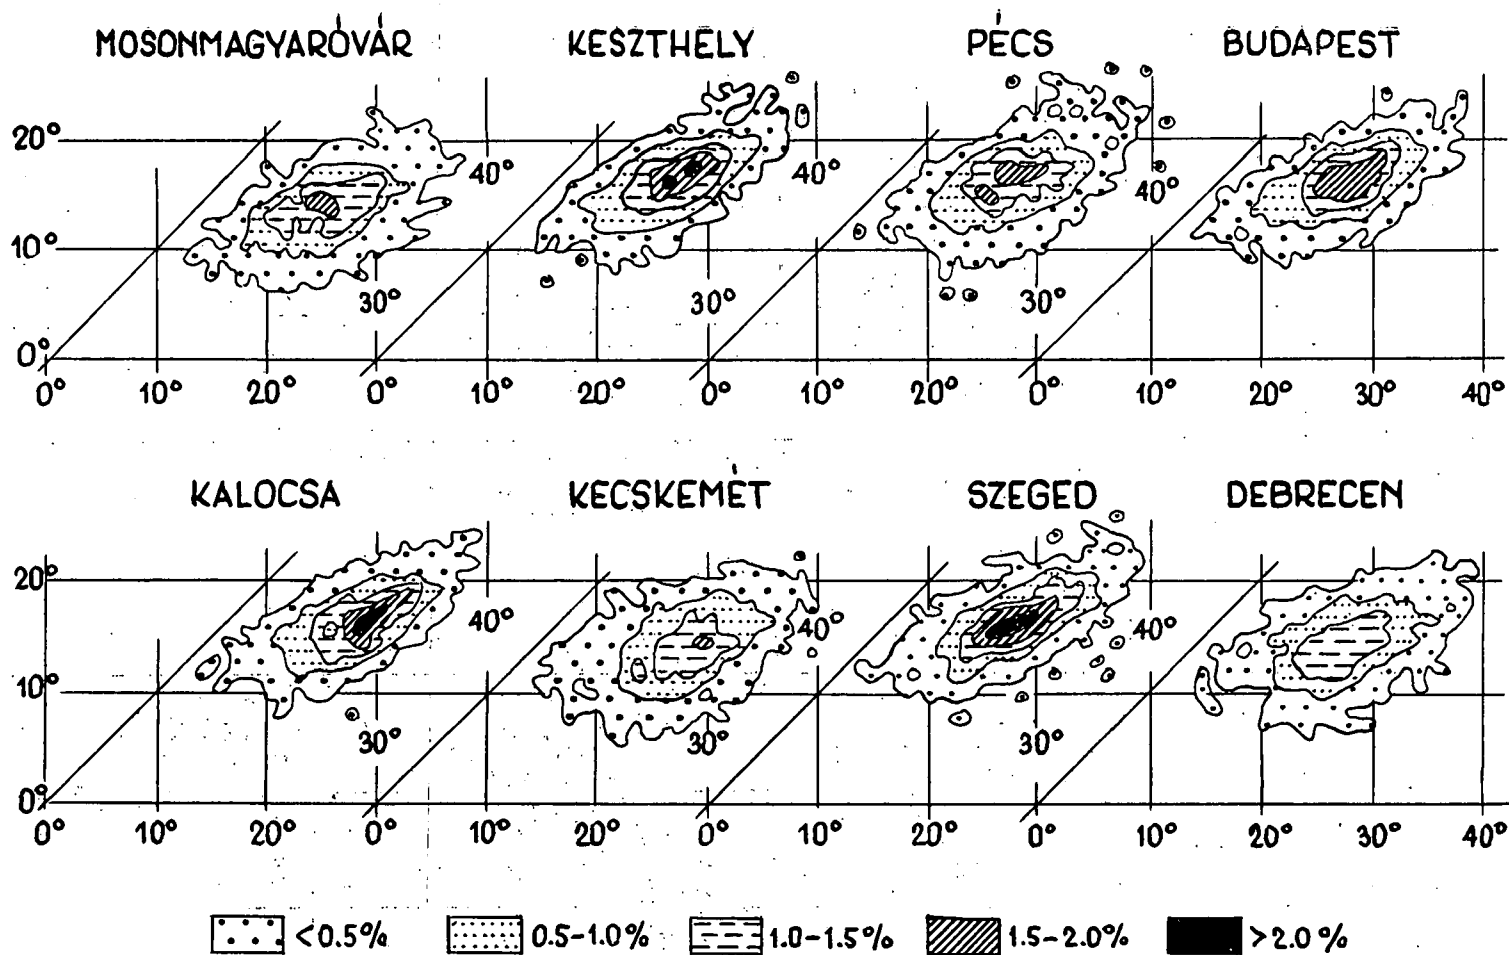 MOSONMAGYARÓVÁR KESZTHELY PÉCS BUDAPEST
20° 40° 40° 40°
10°
30° 30° 30°
0°
0° 10° 20° 0° 10° 20° 0° 10° 20° 0° 10° 20° 30° 40°
KALOCSA KECSKEMÉT SZEGED DEBRECEN
20° 40° 40° 40°
10°
30° 30° 30°
0°
0° 10° 20° 0° 10° 20° 0° 10° 20° 0° 10° 20° 30° 40°
<0.5% 0.5-1.0% 1.0-1.5% 1.5-2.0% >2.0%